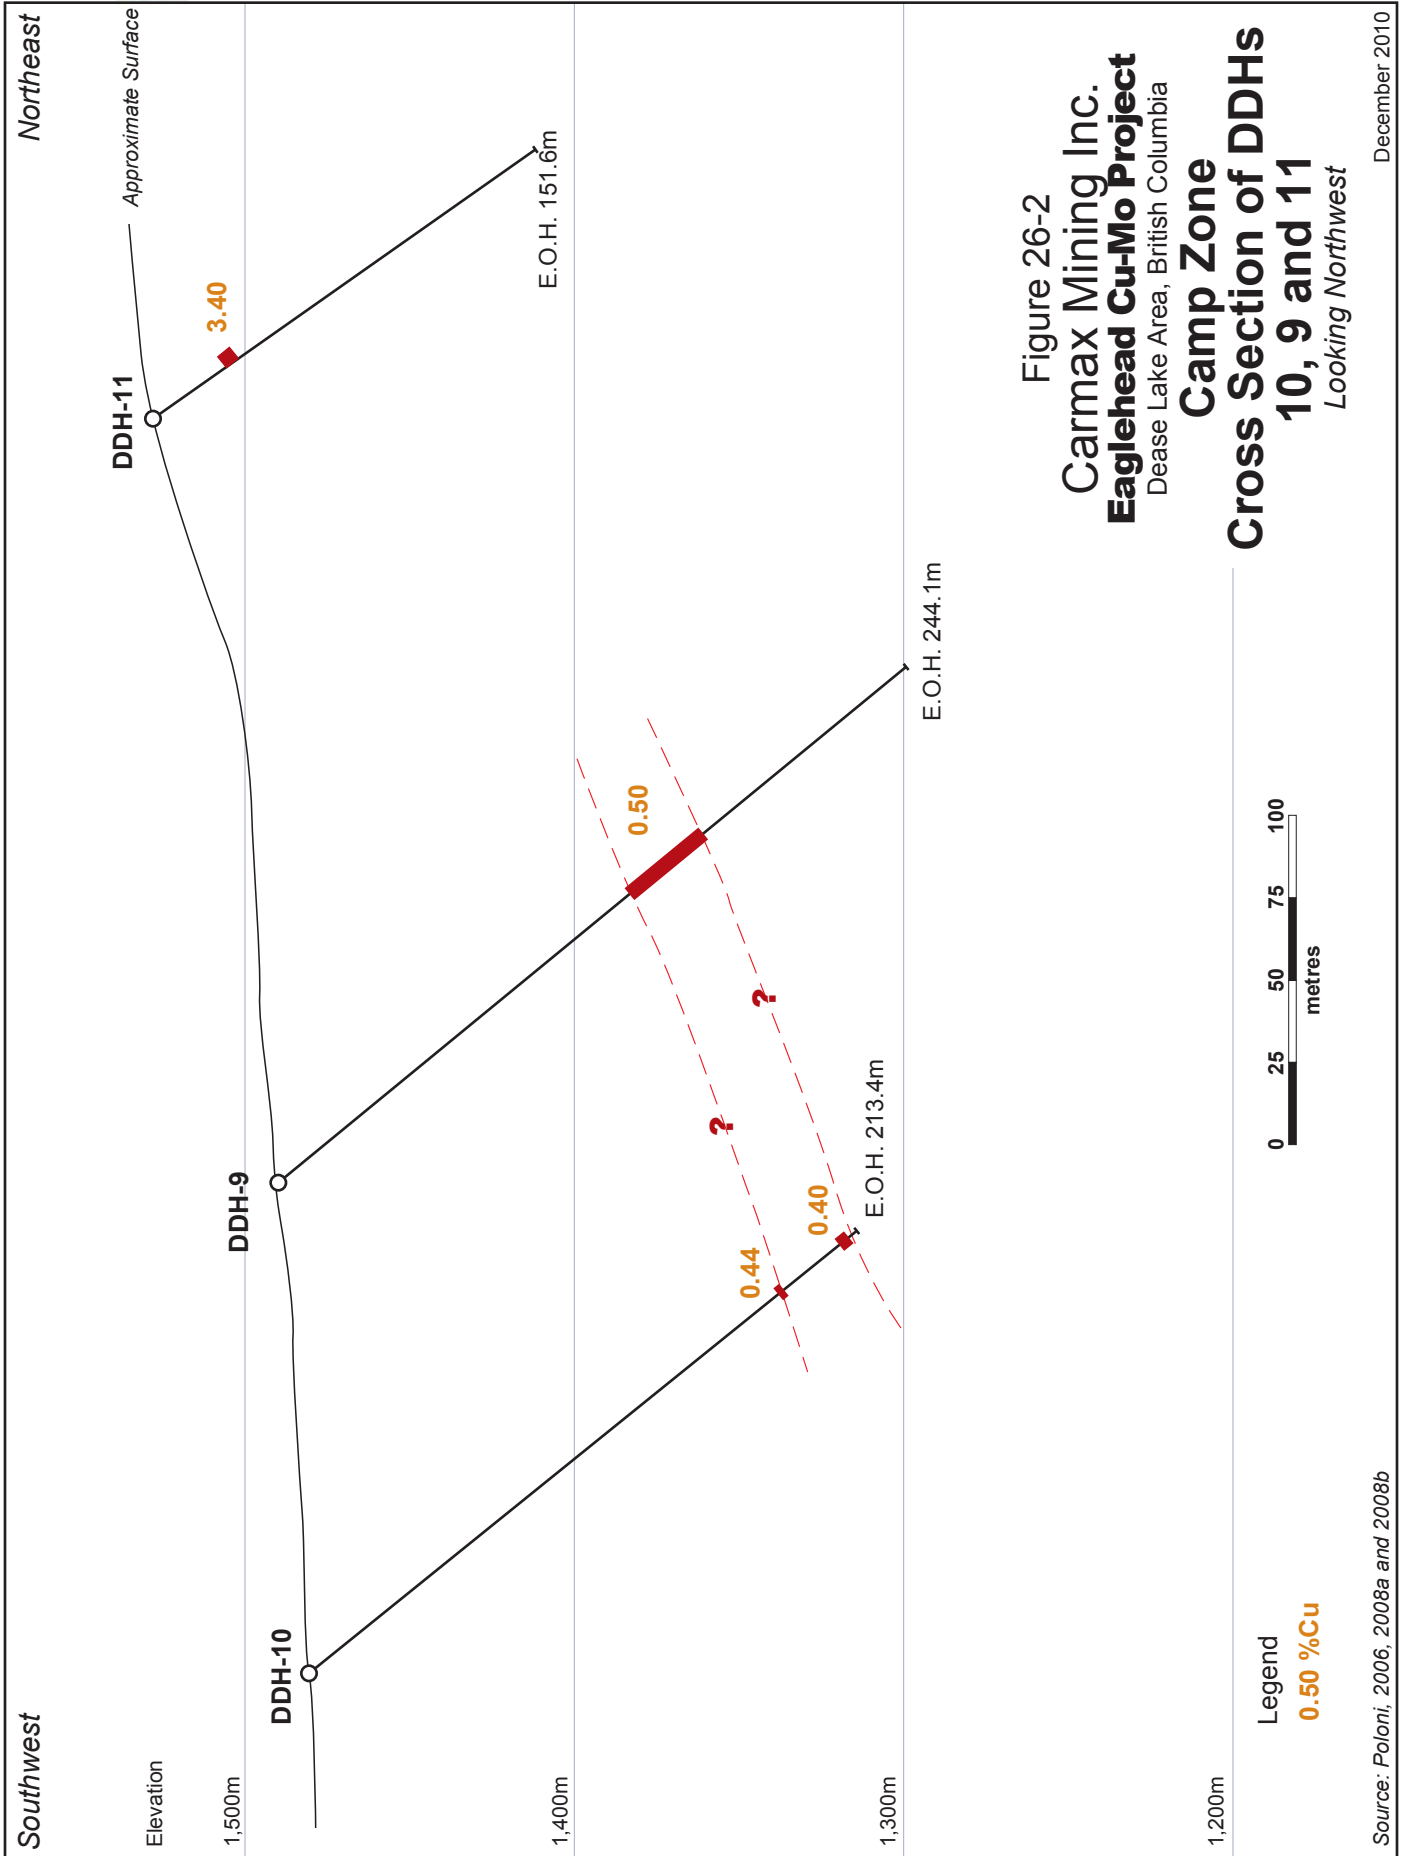 Southwest
Northeast
Elevation
Approximate Surface
1,500m
1,400m
1,300m
1,200m
DDH-10
DDH-9
DDH-11
3.40
E.O.H. 151.6m
0.50
E.O.H. 244.1m
0.44
0.40
E.O.H. 213.4m
?
?
Figure 26-2
Carmax Mining Inc.
Eaglehead Cu-Mo Project
Dease Lake Area, British Columbia
Camp Zone
Cross Section of DDHs
10, 9 and 11
Looking Northwest
Legend
0.50 %Cu
0 25 50 75 100
metres
Source: Poloni, 2006, 2008a and 2008b
December 2010